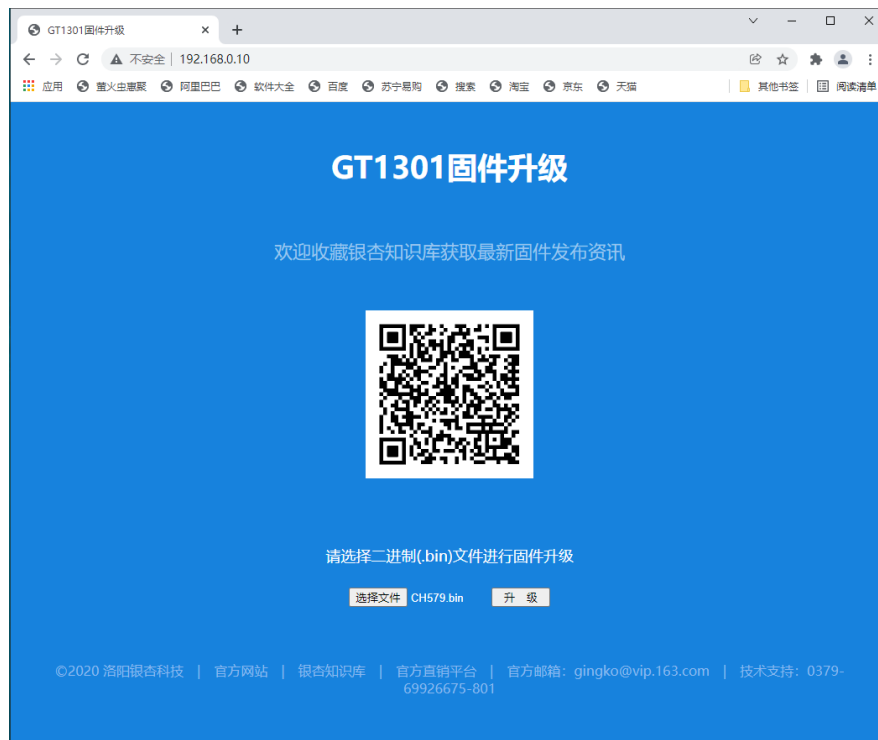 GT1301固件升级
不安全 192.168.0.10
应用 萤火虫惠聚 阿里巴巴 软件大全 百度 苏宁易购 搜索 淘宝 京东 天猫 其他书签 阅读清单
GT1301固件升级
欢迎收藏银杏知识库获取最新固件发布资讯
请选择二进制(.bin)文件进行固件升级
选择文件 CH579.bin 升 级
©2020 洛阳银杏科技 | 官方网站 | 银杏知识库 | 官方直销平台 | 官方邮箱：gingko@vip.163.com | 技术支持：0379-
69926675-801